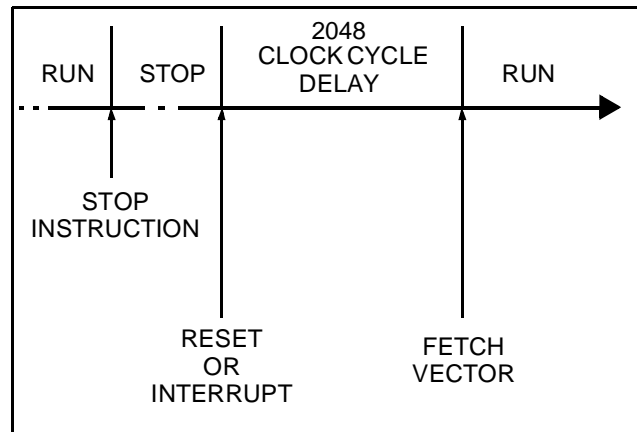 RUN
STOP
2048
CLOCK CYCLE
DELAY
RUN
STOP
INSTRUCTION
RESET
OR
INTERRUPT
FETCH
VECTOR